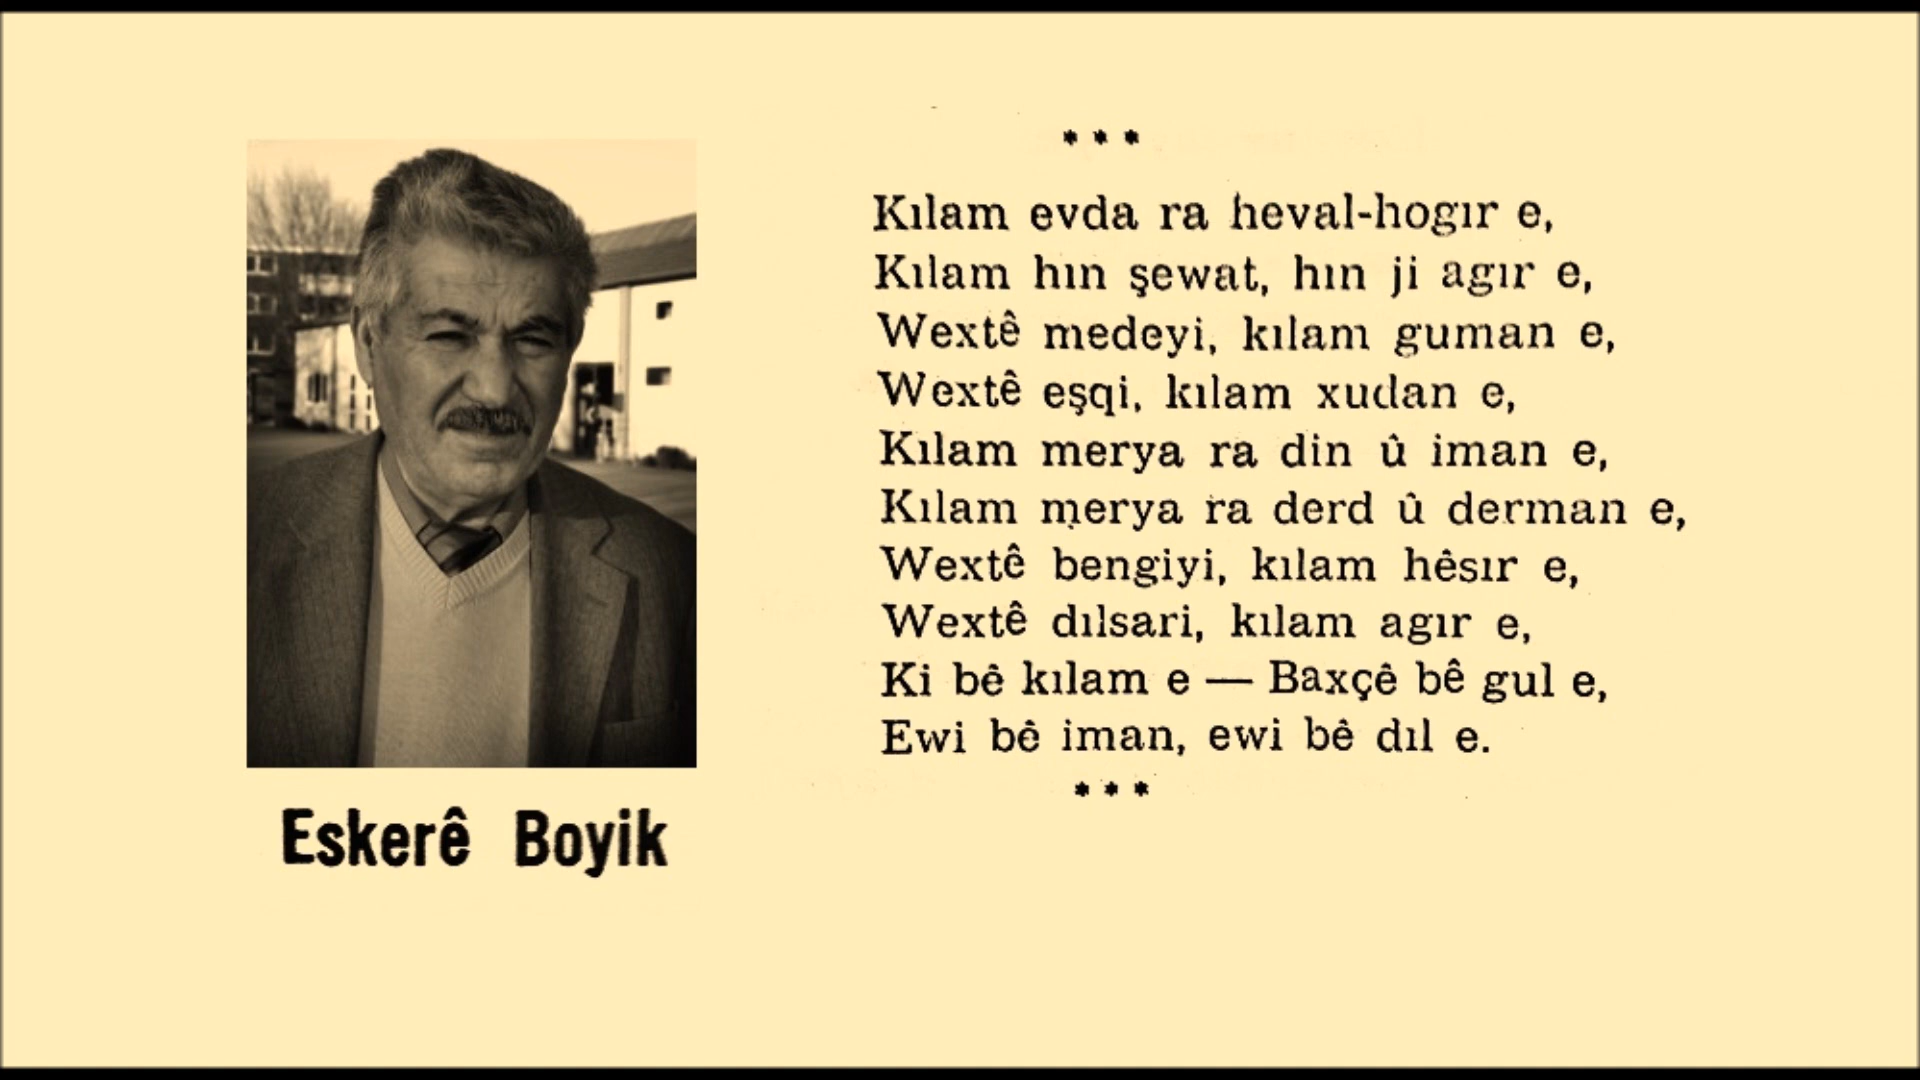 * * *
Kılam evda ra heval-hogır e,
Kılam hın şewat, hın ji agır e,
Wextê medeyi, kılam guman e,
Wextê eşqi, kılam xudan e,
Kılam merya ra din û iman e,
Kılam merya ra derd û derman e,
Wextê bengiyi, kılam hêsır e,
Wextê dılsari, kılam agır e,
Ki bê kılam e — Baxçê bê gul e,
Ewi bê iman, ewi bê dıl e.
* * *
Eskerê Boyik